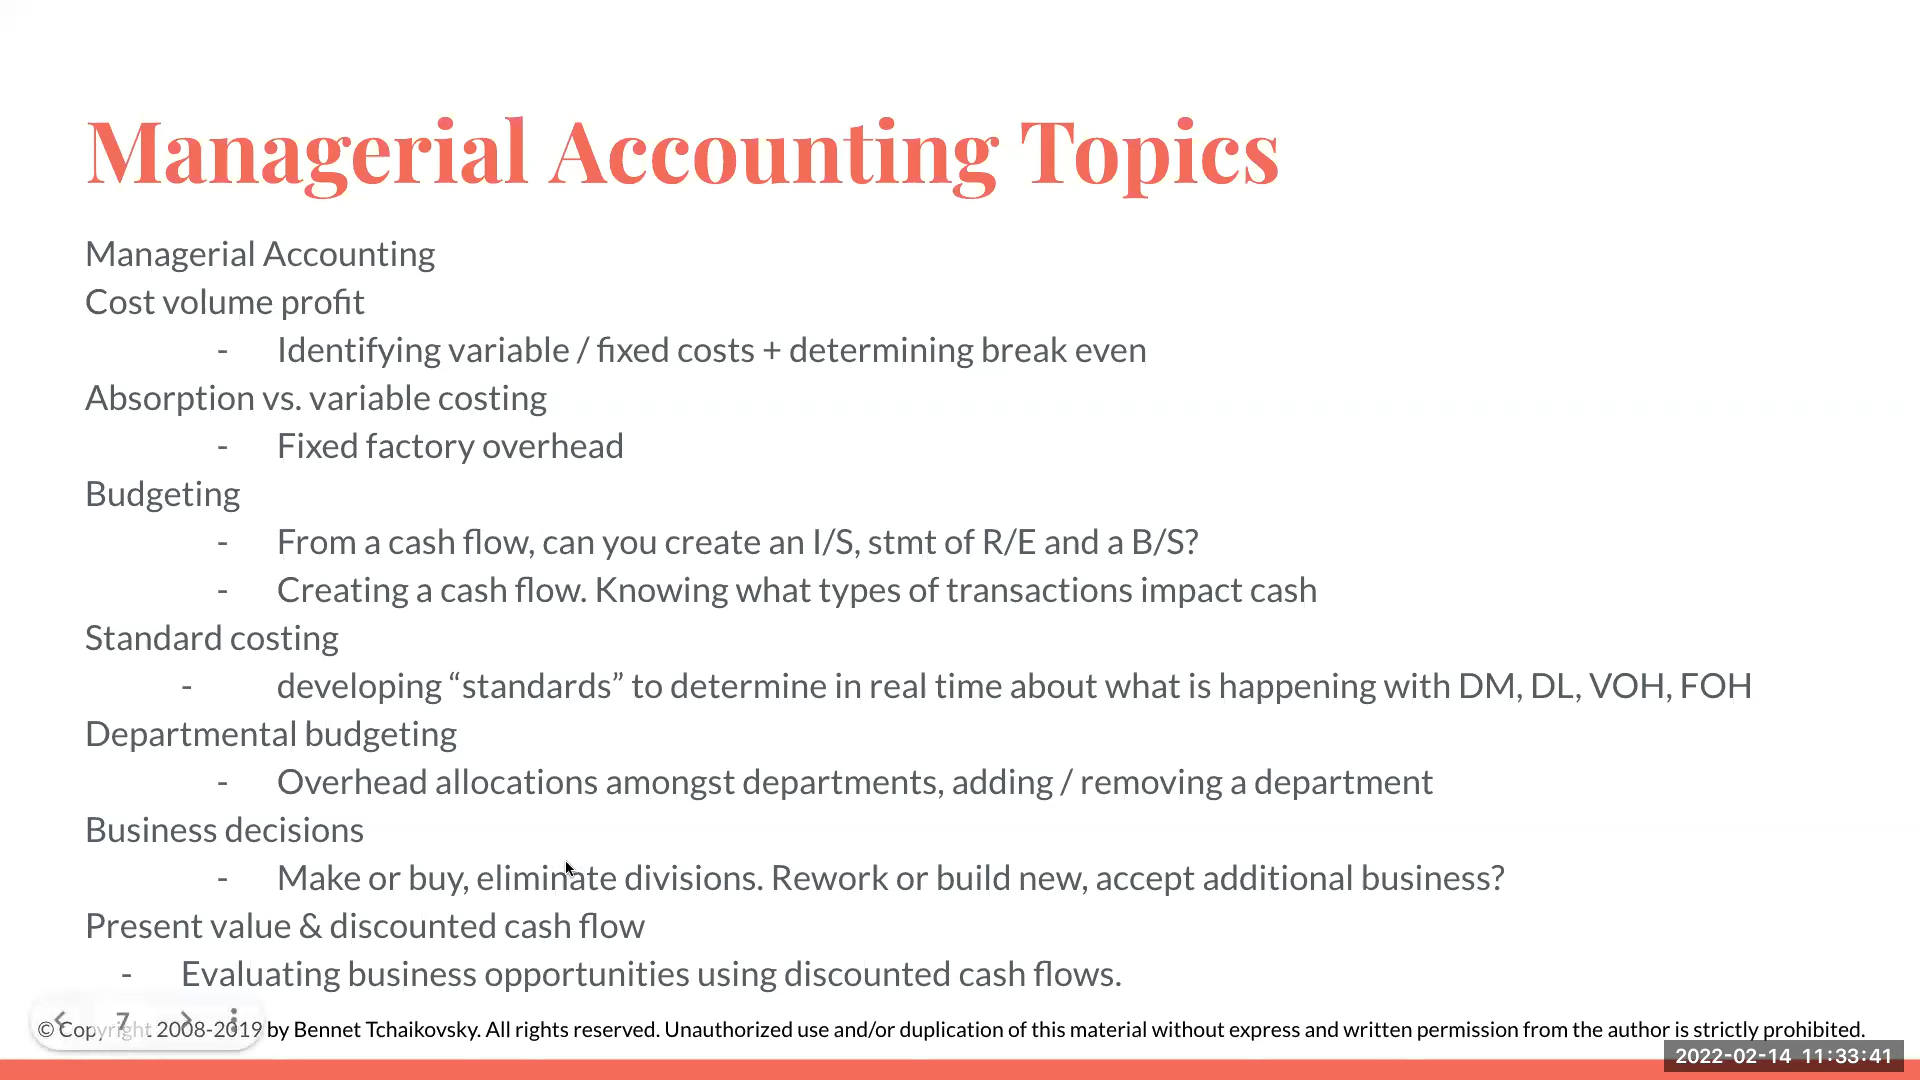 Managerial Accounting Topics
Managerial Accounting
Cost volume profit
- Identifying variable / fixed costs + determining break even
Absorption vs. variable costing
- Fixed factory overhead
Budgeting
- From a cash flow, can you create an I/S, stmt of R/E and a B/S?
- Creating a cash flow. Knowing what types of transactions impact cash
Standard costing
- developing “standards” to determine in real time about what is happening with DM, DL, VOH, FOH
Departmental budgeting
- Overhead allocations amongst departments, adding / removing a department
Business decisions
- Make or buy, eliminate divisions. Rework or build new, accept additional business?
Present value & discounted cash flow
- Evaluating business opportunities using discounted cash flows.
7
© Copyright 2008-2019 by Bennet Tchaikovsky. All rights reserved. Unauthorized use and/or duplication of this material without express and written permission from the author is strictly prohibited.
2022-02-14 11:33:41